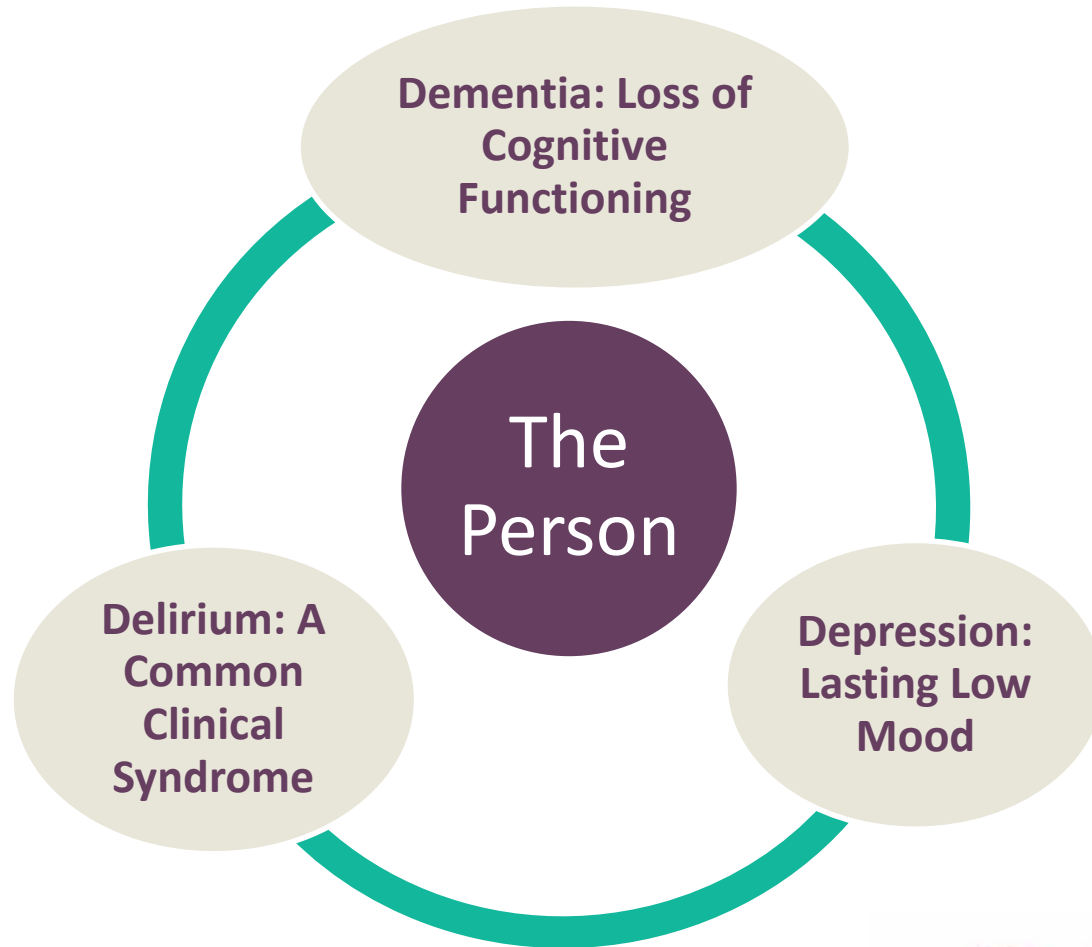 Dementia: Loss of
Cognitive
Functioning
The
Person
Delirium: A
Common
Clinical
Syndrome
Depression:
Lasting Low
Mood